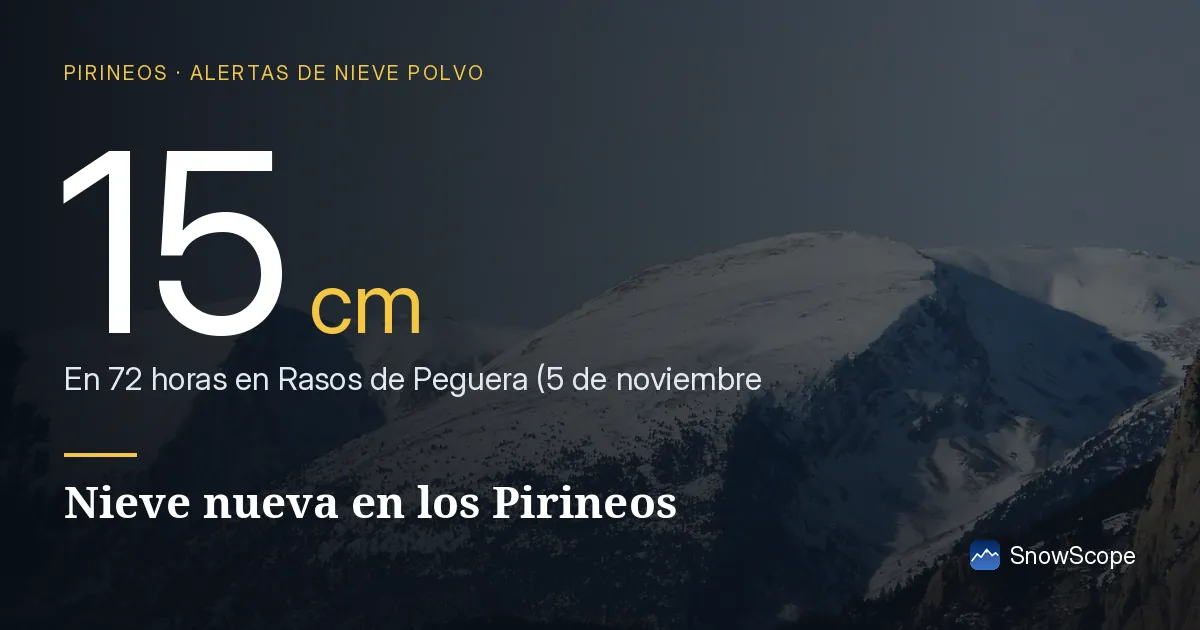 PIRINEOS · ALERTAS DE NIEVE POLVO
15 cm
En 72 horas en Rasos de Peguera (5 de noviembre
Nieve nueva en los Pirineos
SnowScope